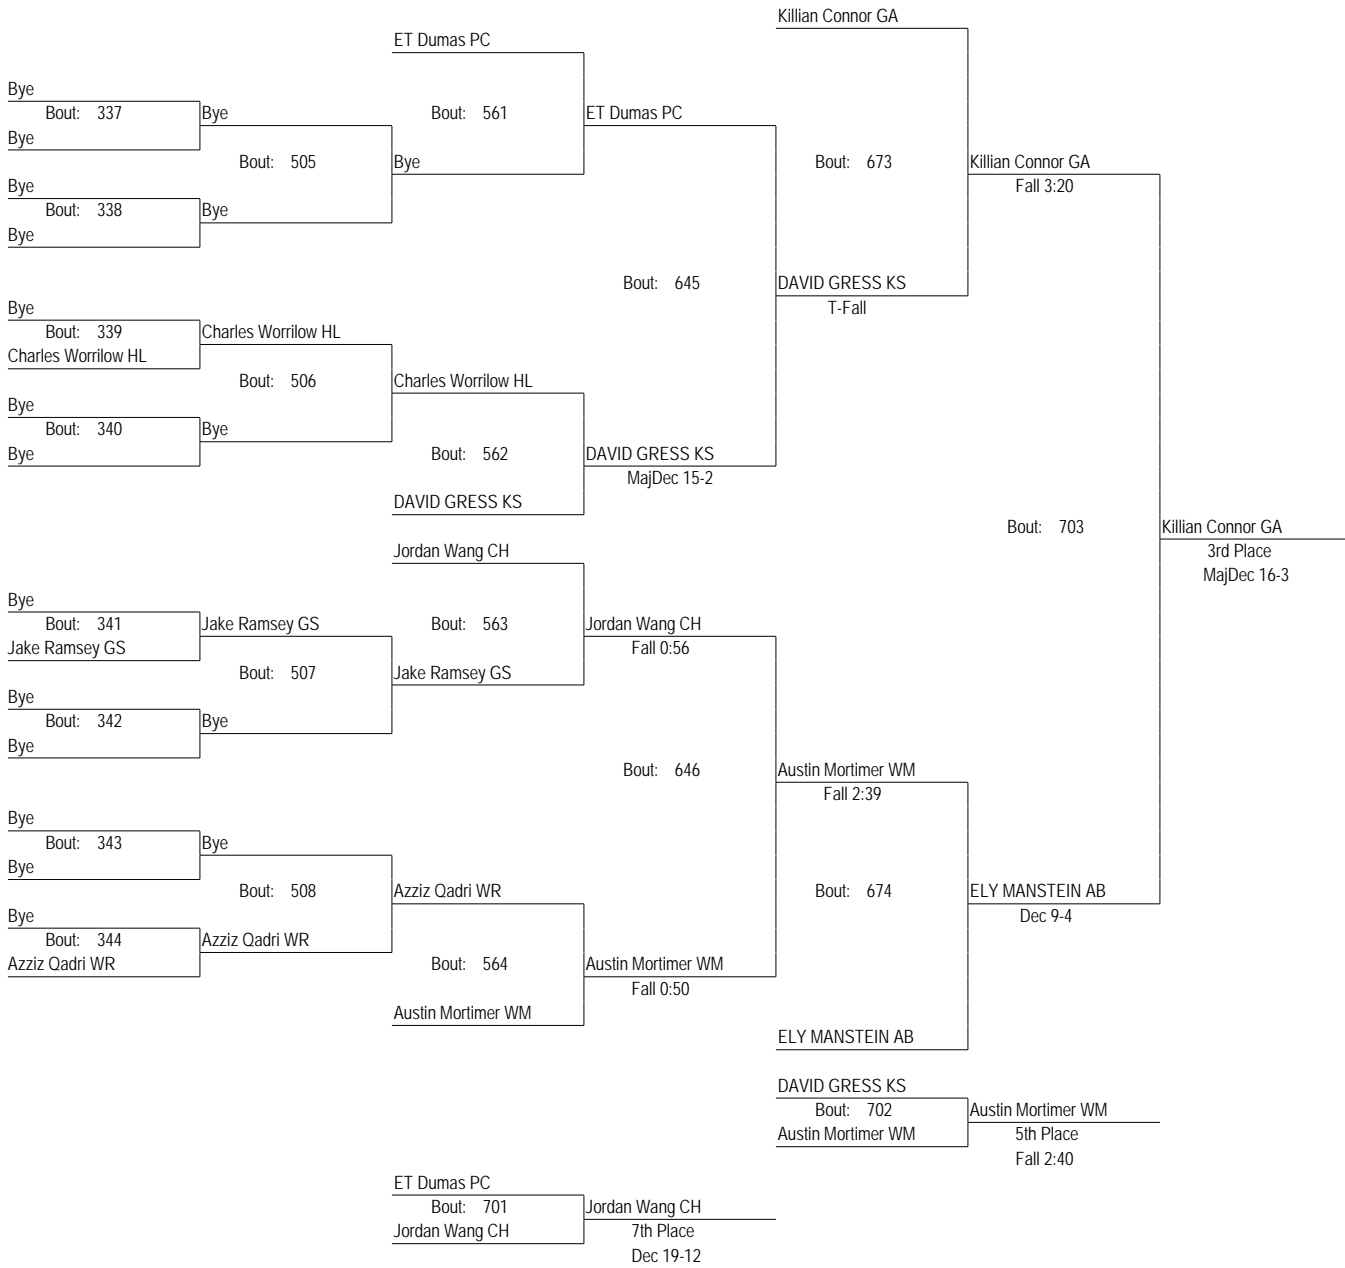 Killian Connor GA
ET Dumas PC
Bye
Bout: 337
Bye
Bout: 561
ET Dumas PC
Bye
Bout: 505
Bye
Bout: 673
Killian Connor GA
Fall 3:20
Bye
Bout: 338
Bye
Bye
Bout: 645
DAVID GRESS KS
T-Fall
Bye
Bout: 339
Charles Worrilow HL
Charles Worrilow HL
Bout: 506
Charles Worrilow HL
Bye
Bout: 340
Bye
Bye
Bout: 562
DAVID GRESS KS
MajDec 15-2
DAVID GRESS KS
Bout: 703
Killian Connor GA
3rd Place
MajDec 16-3
Jordan Wang CH
Bye
Bout: 341
Jake Ramsey GS
Bout: 563
Jordan Wang CH
Fall 0:56
Jake Ramsey GS
Bout: 507
Jake Ramsey GS
Bye
Bout: 342
Bye
Bye
Bout: 646
Austin Mortimer WM
Fall 2:39
Bye
Bout: 343
Bye
Bye
Bout: 508
Azziz Qadri WR
Bout: 674
ELY MANSTEIN AB
Dec 9-4
Bye
Bout: 344
Azziz Qadri WR
Azziz Qadri WR
Bout: 564
Austin Mortimer WM
Fall 0:50
Austin Mortimer WM
ELY MANSTEIN AB
DAVID GRESS KS
Bout: 702
Austin Mortimer WM
Austin Mortimer WM
5th Place
Fall 2:40
ET Dumas PC
Bout: 701
Jordan Wang CH
Jordan Wang CH
7th Place
Dec 19-12